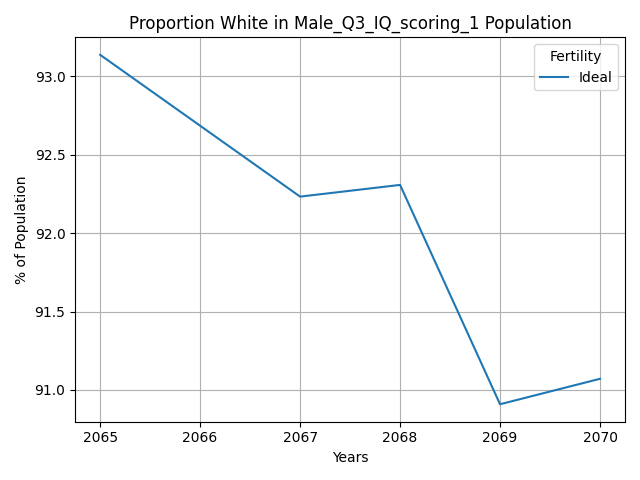 Proportion White in Male_Q3_IQ_scoring_1 Population
Fertility
Ideal
% of Population
93.0
92.5
92.0
91.5
91.0
2065 2066 2067 2068 2069 2070
Years